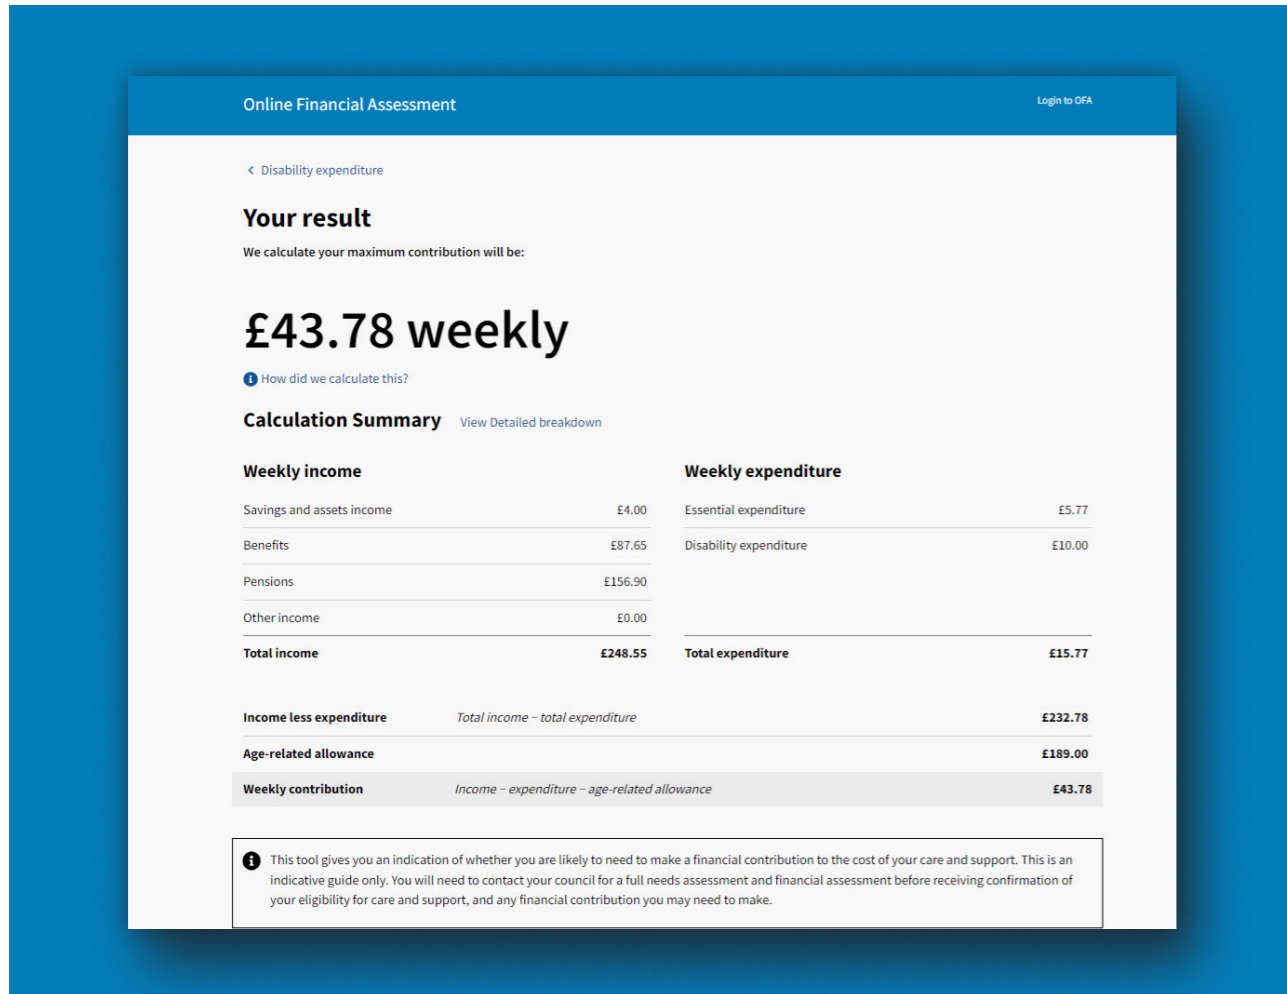 Online Financial Assessment
Login to OFA
Disability expenditure
Your result
We calculate your maximum contribution will be:
£43.78 weekly
How did we calculate this?
Calculation Summary View Detailed breakdown
Weekly income
Savings and assets income £4.00
Benefits £87.65
Pensions £156.90
Other income £0.00
Total income £248.55
Weekly expenditure
Essential expenditure £5.77
Disability expenditure £10.00
Total expenditure £15.77
Income less expenditure Total income – total expenditure £232.78
Age-related allowance £189.00
Weekly contribution Income – expenditure – age-related allowance £43.78
This tool gives you an indication of whether you are likely to need to make a financial contribution to the cost of your care and support. This is an
indicative guide only. You will need to contact your council for a full needs assessment and financial assessment before receiving confirmation of
your eligibility for care and support, and any financial contribution you may need to make.